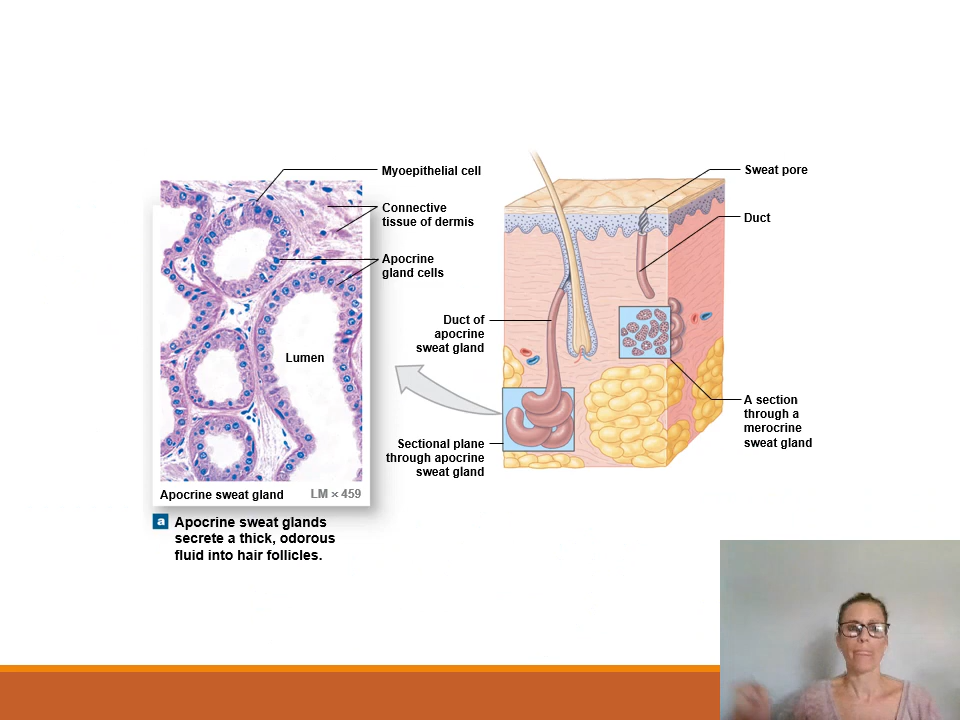 Myoepithelial cell
Connective
tissue of dermis
Apocrine
gland cells
Lumen
Apocrine sweat gland
LM × 459
a Apocrine sweat glands
secrete a thick, odorous
fluid into hair follicles.
Duct of
apocrine
sweat gland
Sectional plane
through apocrine
sweat gland
Sweat pore
Duct
A section
through a
merocrine
sweat gland